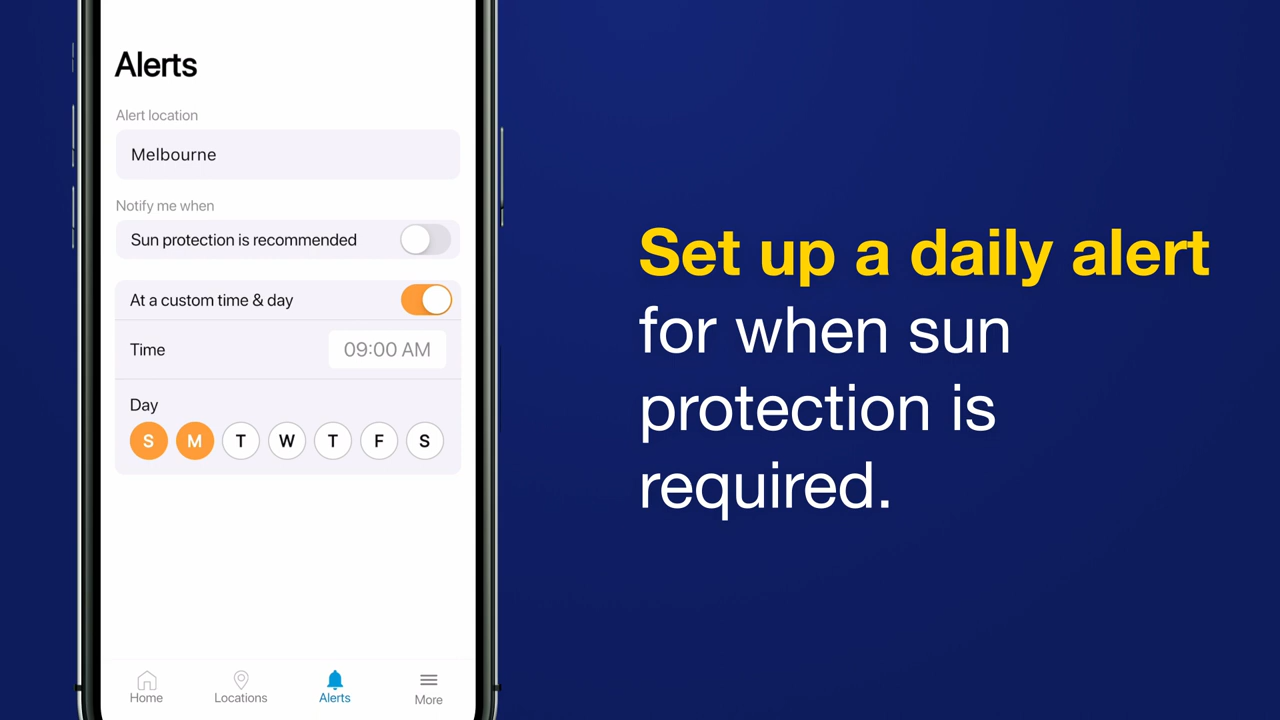 Alerts
Alert location
Melbourne
Notify me when
Sun protection is recommended
At a custom time & day
Time
09:00 AM
Day
S M T W T F S
Home Locations Alerts More
Set up a daily alert
for when sun
protection is
required.